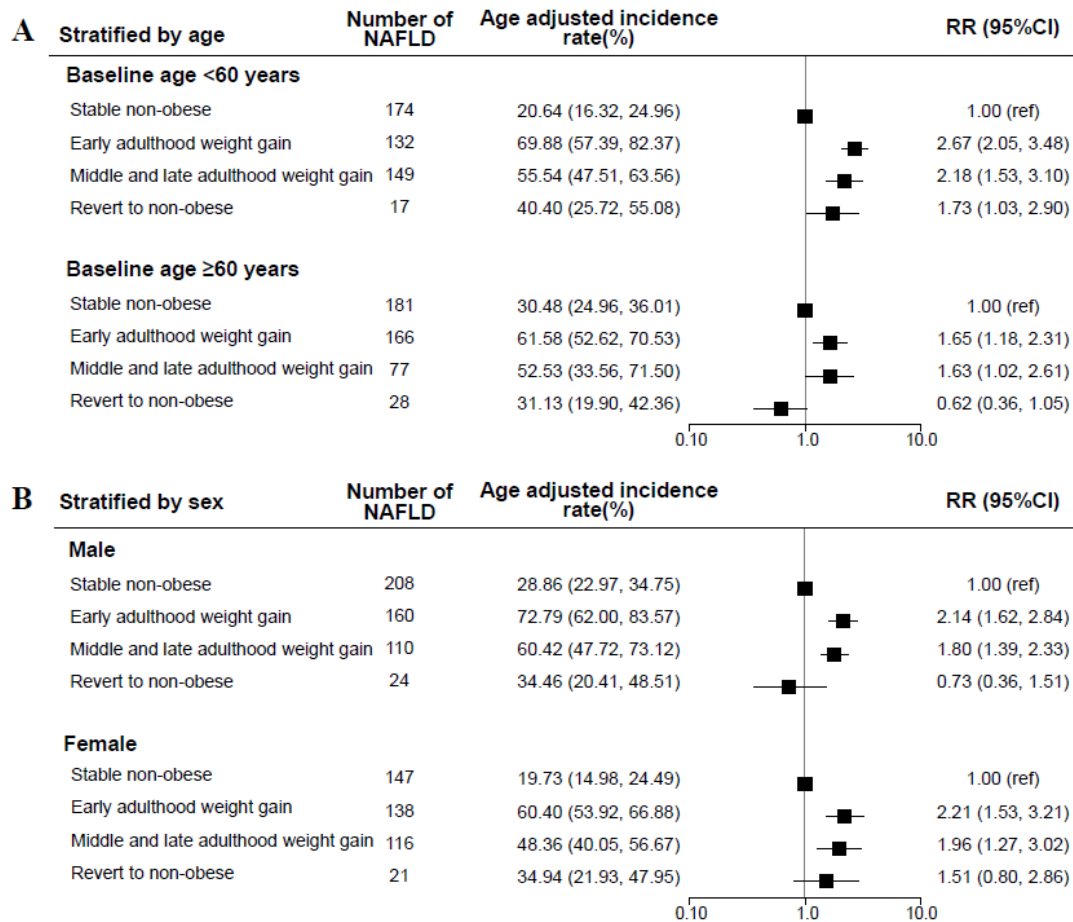 A Stratified by age Number of NAFLD Age adjusted incidence rate(%) RR (95%CI)
Baseline age <60 years
Stable non-obese 174 20.64 (16.32, 24.96) 1.00 (ref)
Early adulthood weight gain 132 69.88 (57.39, 82.37) 2.67 (2.05, 3.48)
Middle and late adulthood weight gain 149 55.54 (47.51, 63.56) 2.18 (1.53, 3.10)
Revert to non-obese 17 40.40 (25.72, 55.08) 1.73 (1.03, 2.90)
Baseline age ≥60 years
Stable non-obese 181 30.48 (24.96, 36.01) 1.00 (ref)
Early adulthood weight gain 166 61.58 (52.62, 70.53) 1.65 (1.18, 2.31)
Middle and late adulthood weight gain 77 52.53 (33.56, 71.50) 1.63 (1.02, 2.61)
Revert to non-obese 28 31.13 (19.90, 42.36) 0.62 (0.36, 1.05)
0.10 1.0 10.0
B Stratified by sex Number of NAFLD Age adjusted incidence rate(%) RR (95%CI)
Male
Stable non-obese 208 28.86 (22.97, 34.75) 1.00 (ref)
Early adulthood weight gain 160 72.79 (62.00, 83.57) 2.14 (1.62, 2.84)
Middle and late adulthood weight gain 110 60.42 (47.72, 73.12) 1.80 (1.39, 2.33)
Revert to non-obese 24 34.46 (20.41, 48.51) 0.73 (0.36, 1.51)
Female
Stable non-obese 147 19.73 (14.98, 24.49) 1.00 (ref)
Early adulthood weight gain 138 60.40 (53.92, 66.88) 2.21 (1.53, 3.21)
Middle and late adulthood weight gain 116 48.36 (40.05, 56.67) 1.96 (1.27, 3.02)
Revert to non-obese 21 34.94 (21.93, 47.95) 1.51 (0.80, 2.86)
0.10 1.0 10.0